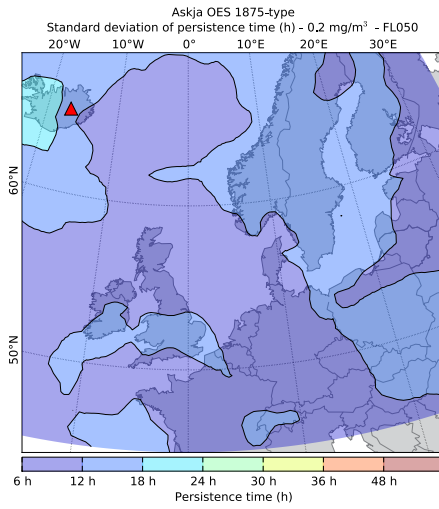 Askja OES 1875-type
Standard deviation of persistence time (h) - 0.2 mg/m³ - FL050
20°W 10°W 0° 10°E 20°E 30°E
60°N
50°N
6 h 12 h 18 h 24 h 30 h 36 h 48 h
Persistence time (h)